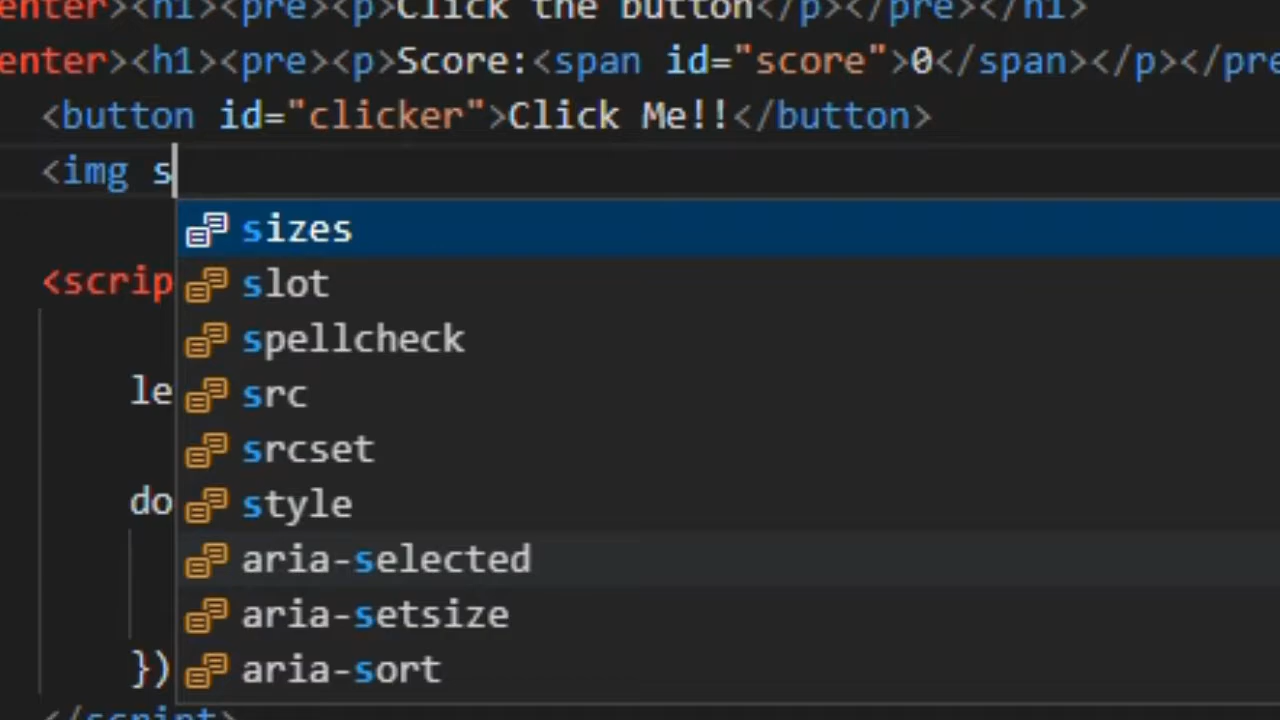 enter><h1><pre><p>Click the button</p></pre></h1>
enter><h1><pre><p>Score:<span id="score">0</span></p></pre
<button id="clicker">Click Me!!</button>
<img s
sizes
<scrip
slot
spellcheck
le
src
srcset
do
style
aria-selected
aria-setsize
})
aria-sort
</script>